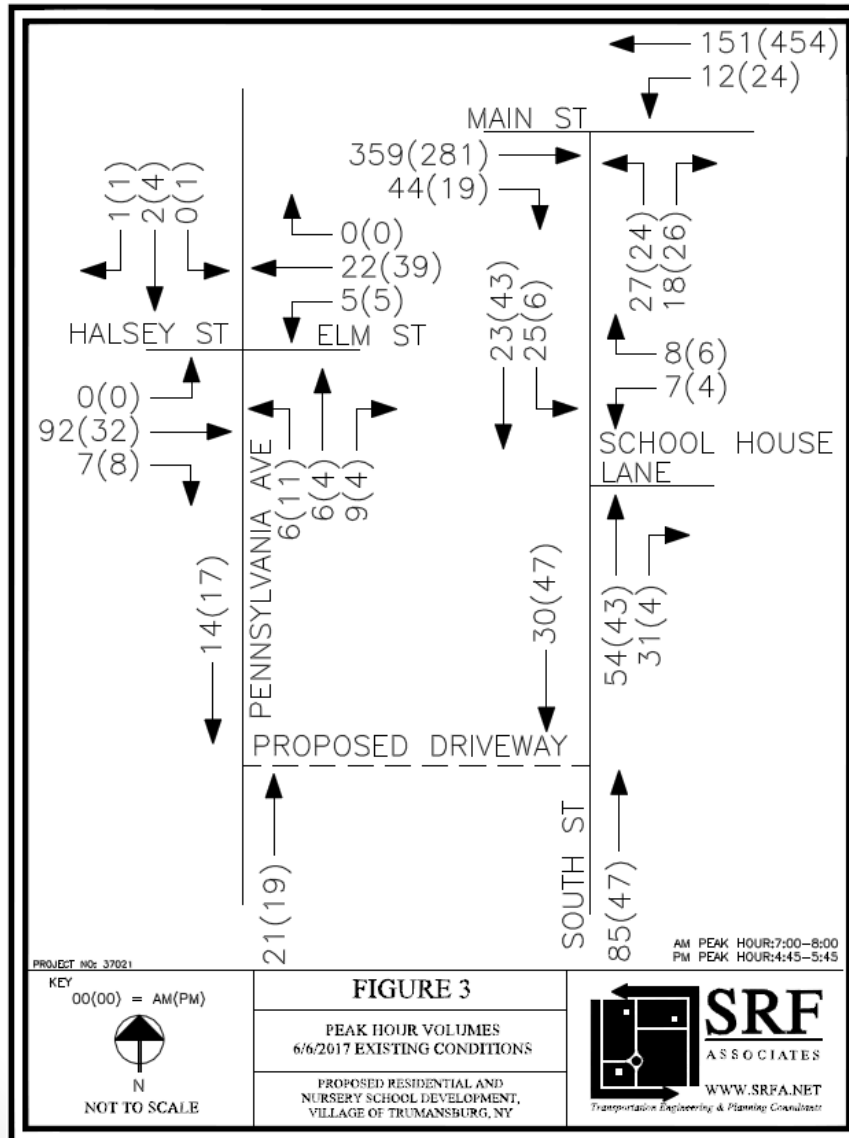 151(454)
12(24)
MAIN ST
359(281)
44(19)
27(24)
18(26)
1(1)
2(4)
0(1)
0(0)
22(39)
5(5)
HALSEY ST
ELM ST
0(0)
92(32)
7(8)
6(11)
6(4)
9(4)
PENNSYLVANIA AVE
14(17)
23(43)
25(6)
8(6)
7(4)
SCHOOL HOUSE
LANE
54(43)
31(4)
30(47)
PROPOSED DRIVEWAY
21(19)
SOUTH ST
85(47)
AM PEAK HOUR:7:00-8:00
PM PEAK HOUR:4:45-5:45
PROJECT NO: 37021
KEY
00(00) = AM(PM)
N
NOT TO SCALE
FIGURE 3
PEAK HOUR VOLUMES
6/6/2017 EXISTING CONDITIONS
PROPOSED RESIDENTIAL AND
NURSERY SCHOOL DEVELOPMENT,
VILLAGE OF TRUMANSBURG, NY
SRF
ASSOCIATES
WWW.SRFA.NET
Transportation Engineering & Planning Consultants